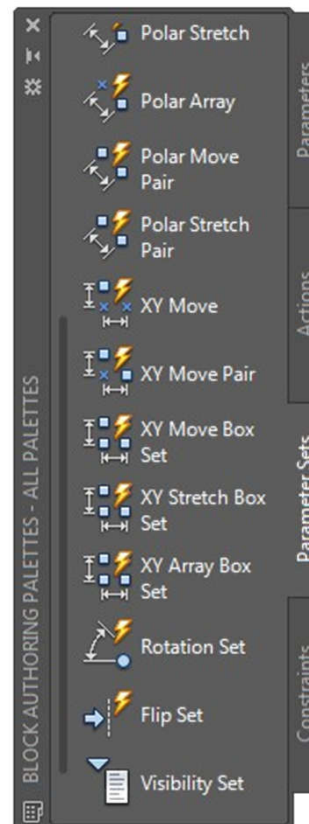 Polar Stretch
Polar Array
Polar Move
Pair
Polar Stretch
Pair
XY Move
XY Move Pair
XY Move Box
Set
XY Stretch Box
Set
XY Array Box
Set
Rotation Set
Flip Set
Visibility Set
Parameters
Actions
Parameter Sets
Constraints
BLOCK AUTHORING PALETTES - ALL PALETTES